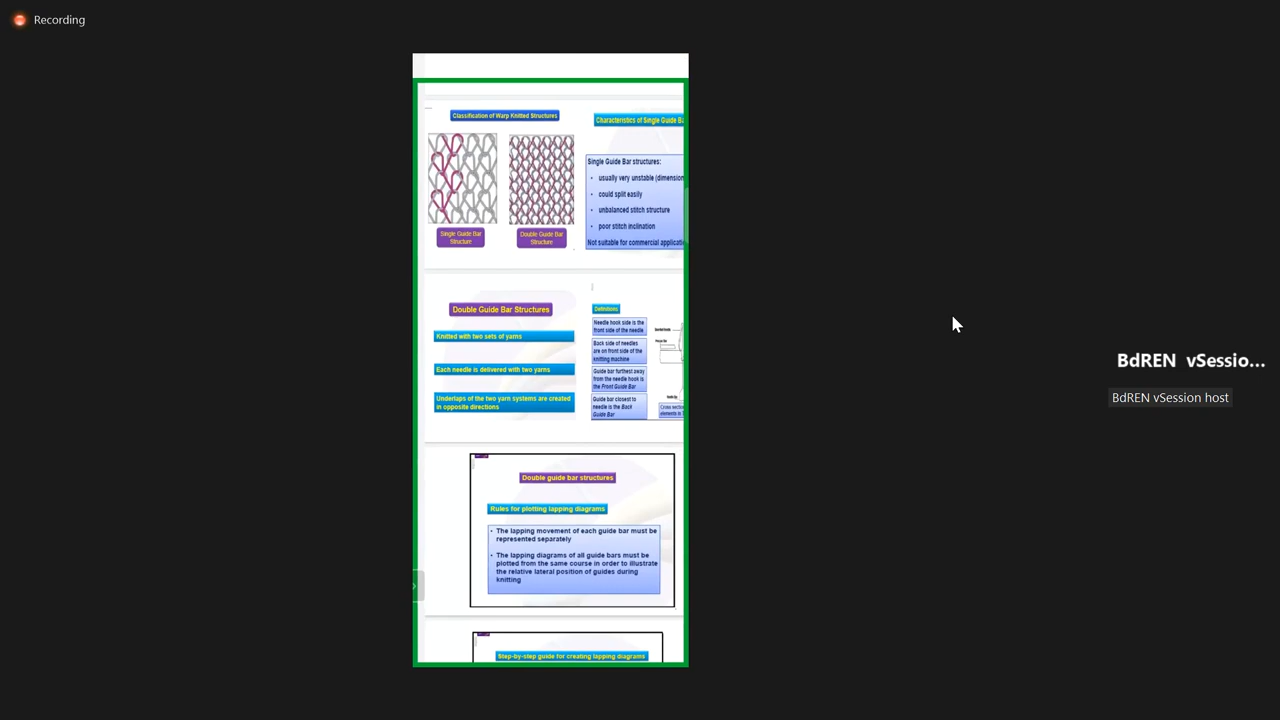 Recording
Classification of Warp Knitted Structures
Single Guide Bar
Structure
Double Guide Bar
Structure
Characteristics of Single Guide Ba
Single Guide Bar structures:
• usually very unstable (dimension
• could split easily
• unbalanced stitch structure
• poor stitch inclination
Not suitable for commercial applicati
Double Guide Bar Structures
Knitted with two sets of yarns
Each needle is delivered with two yarns
Underlaps of the two yarn systems are created
in opposite directions
Definitions
Needle hook side is the
front side of the needle
Back side of needles
are on front side of the
knitting machine
Guide bar furthest away
from the needle hook is
the Front Guide Bar
Guide bar closest to
needle is the Back
Guide Bar
Cross section
elements in
Double guide bar structures
Rules for plotting lapping diagrams
• The lapping movement of each guide bar must be
represented separately
• The lapping diagrams of all guide bars must be
plotted from the same course in order to illustrate
the relative lateral position of guides during
knitting
Step-by-step guide for creating lapping diagrams
BdREN vSessio...
BdREN vSession host